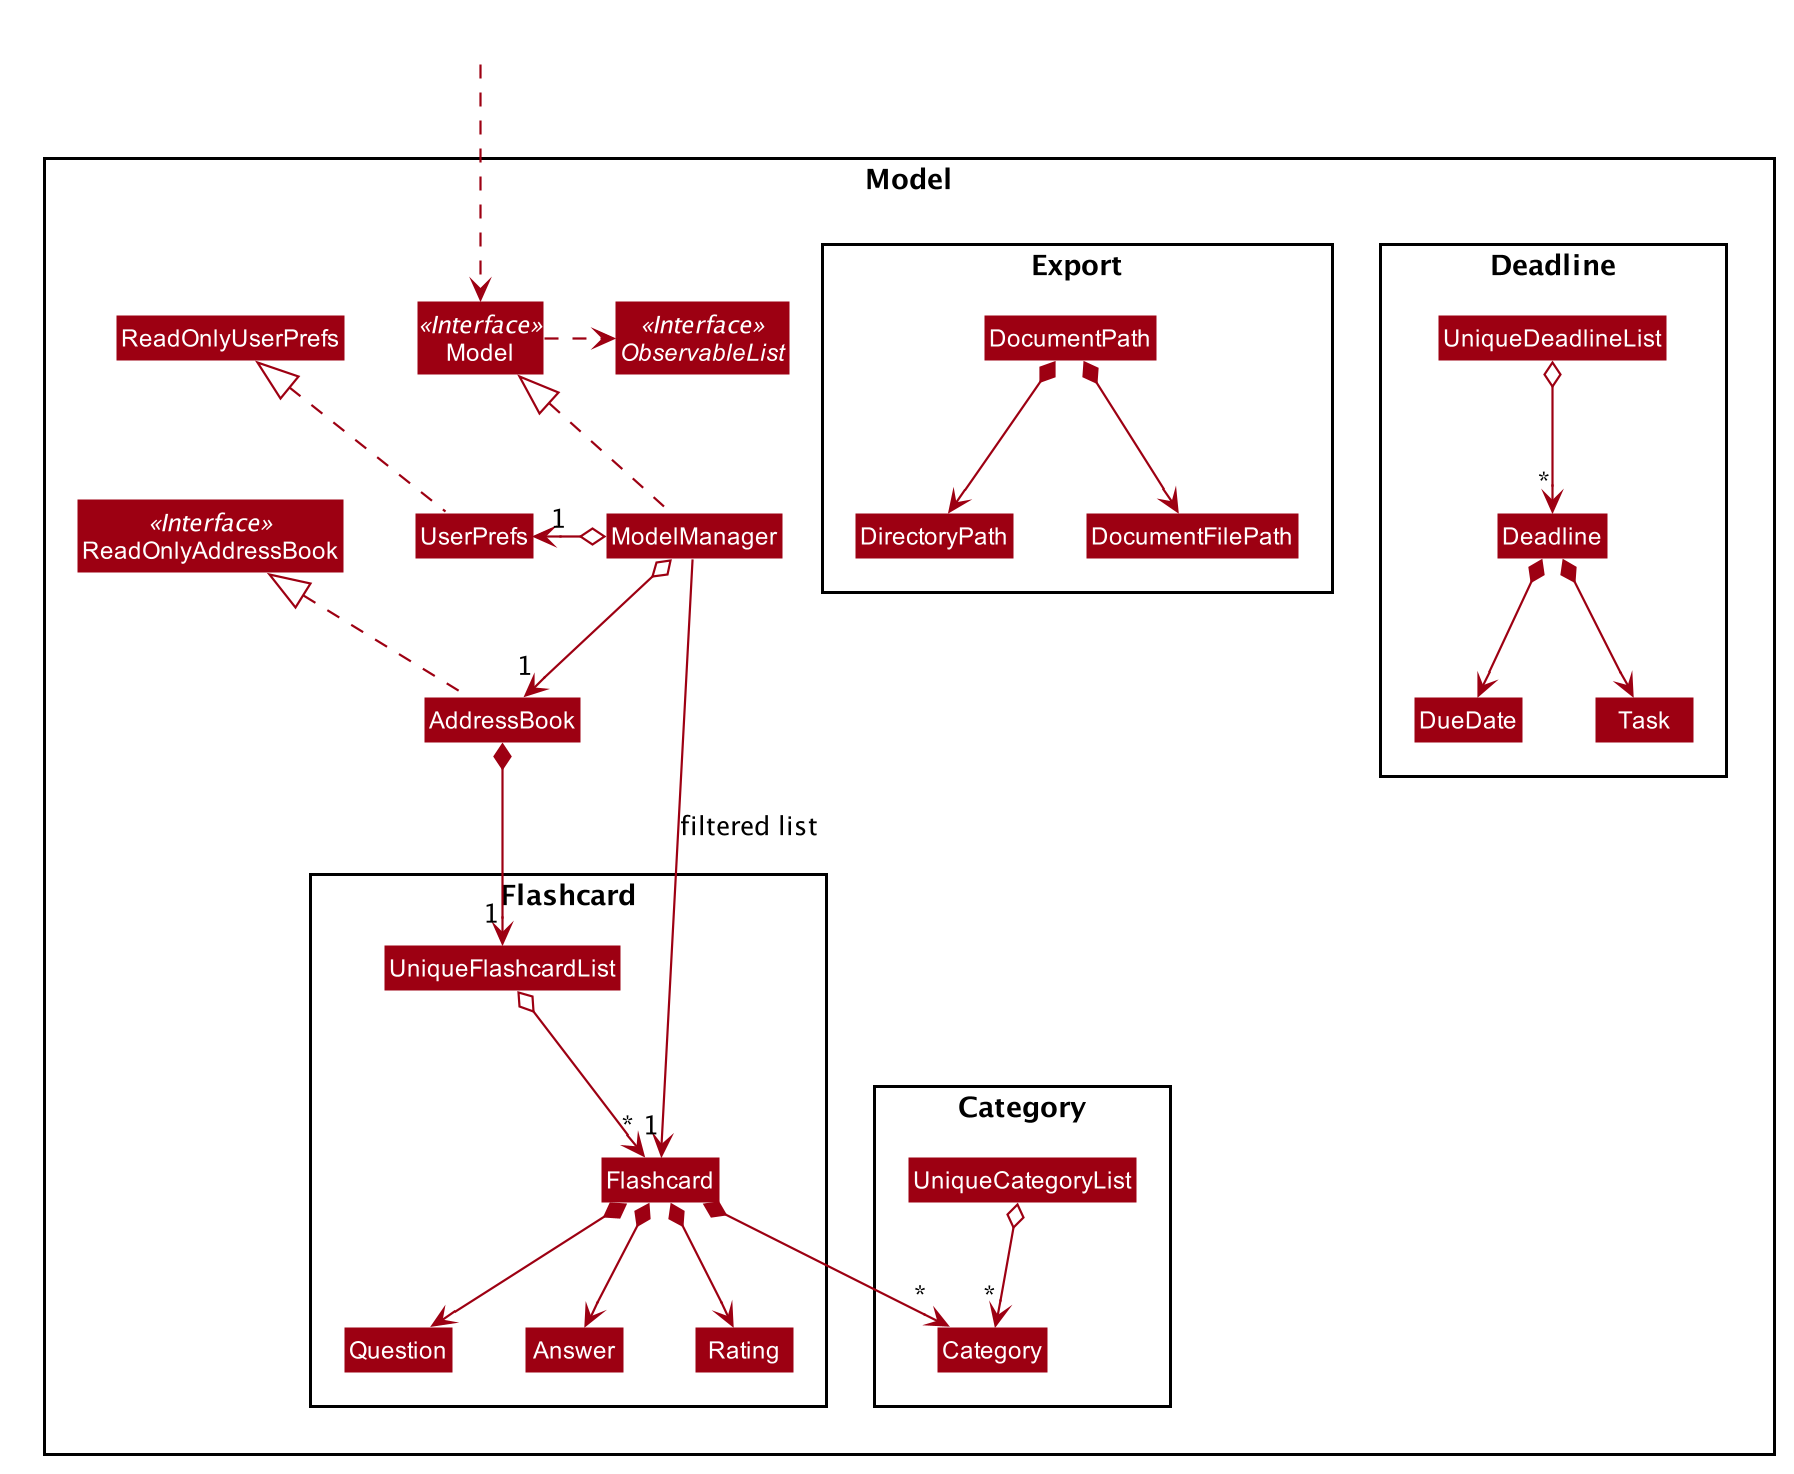 Model
Export
Deadline
ReadOnlyUserPrefs
«Interface»
Model
«Interface»
ObservableList
DocumentPath
UniqueDeadlineList
*
«Interface»
ReadOnlyAddressBook
UserPrefs
1
ModelManager
DirectoryPath
DocumentFilePath
Deadline
1
AddressBook
DueDate
Task
filtered list
Flashcard
1
UniqueFlashcardList
* 1
Category
Flashcard
UniqueCategoryList
*
*
Question
Answer
Rating
Category